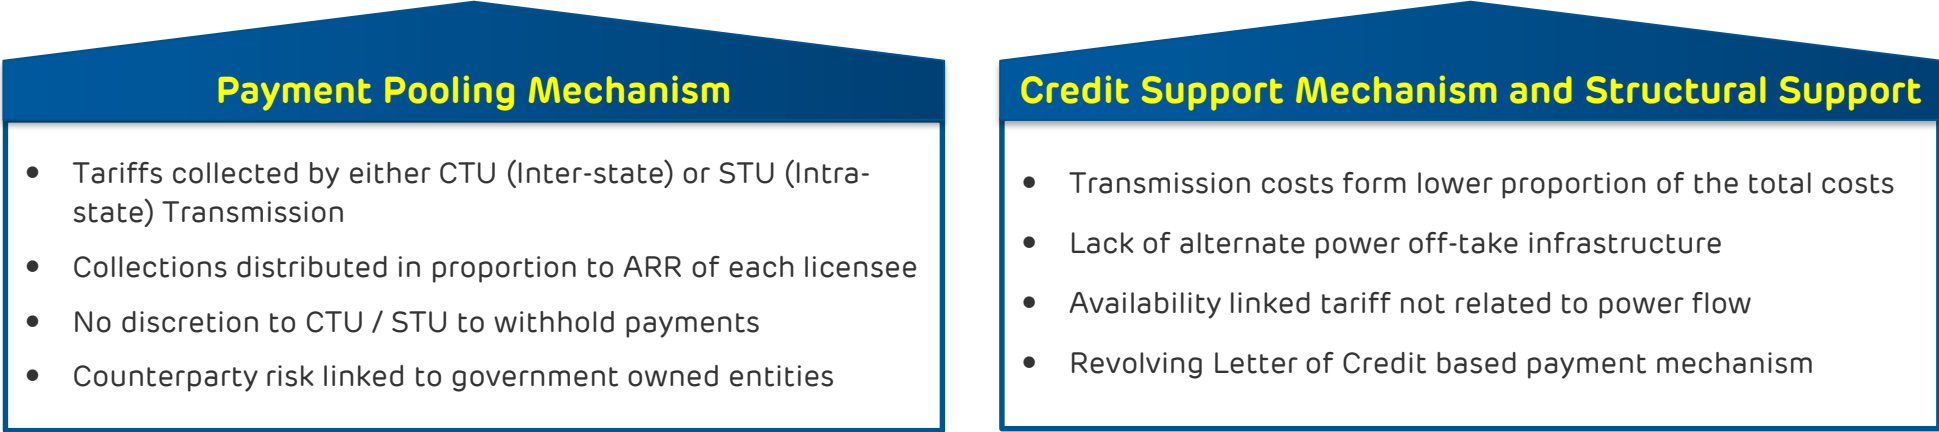 Payment Pooling Mechanism
• Tariffs collected by either CTU (Inter-state) or STU (Intra-
state) Transmission
• Collections distributed in proportion to ARR of each licensee
• No discretion to CTU / STU to withhold payments
• Counterparty risk linked to government owned entities
Credit Support Mechanism and Structural Support
• Transmission costs form lower proportion of the total costs
• Lack of alternate power off-take infrastructure
• Availability linked tariff not related to power flow
• Revolving Letter of Credit based payment mechanism